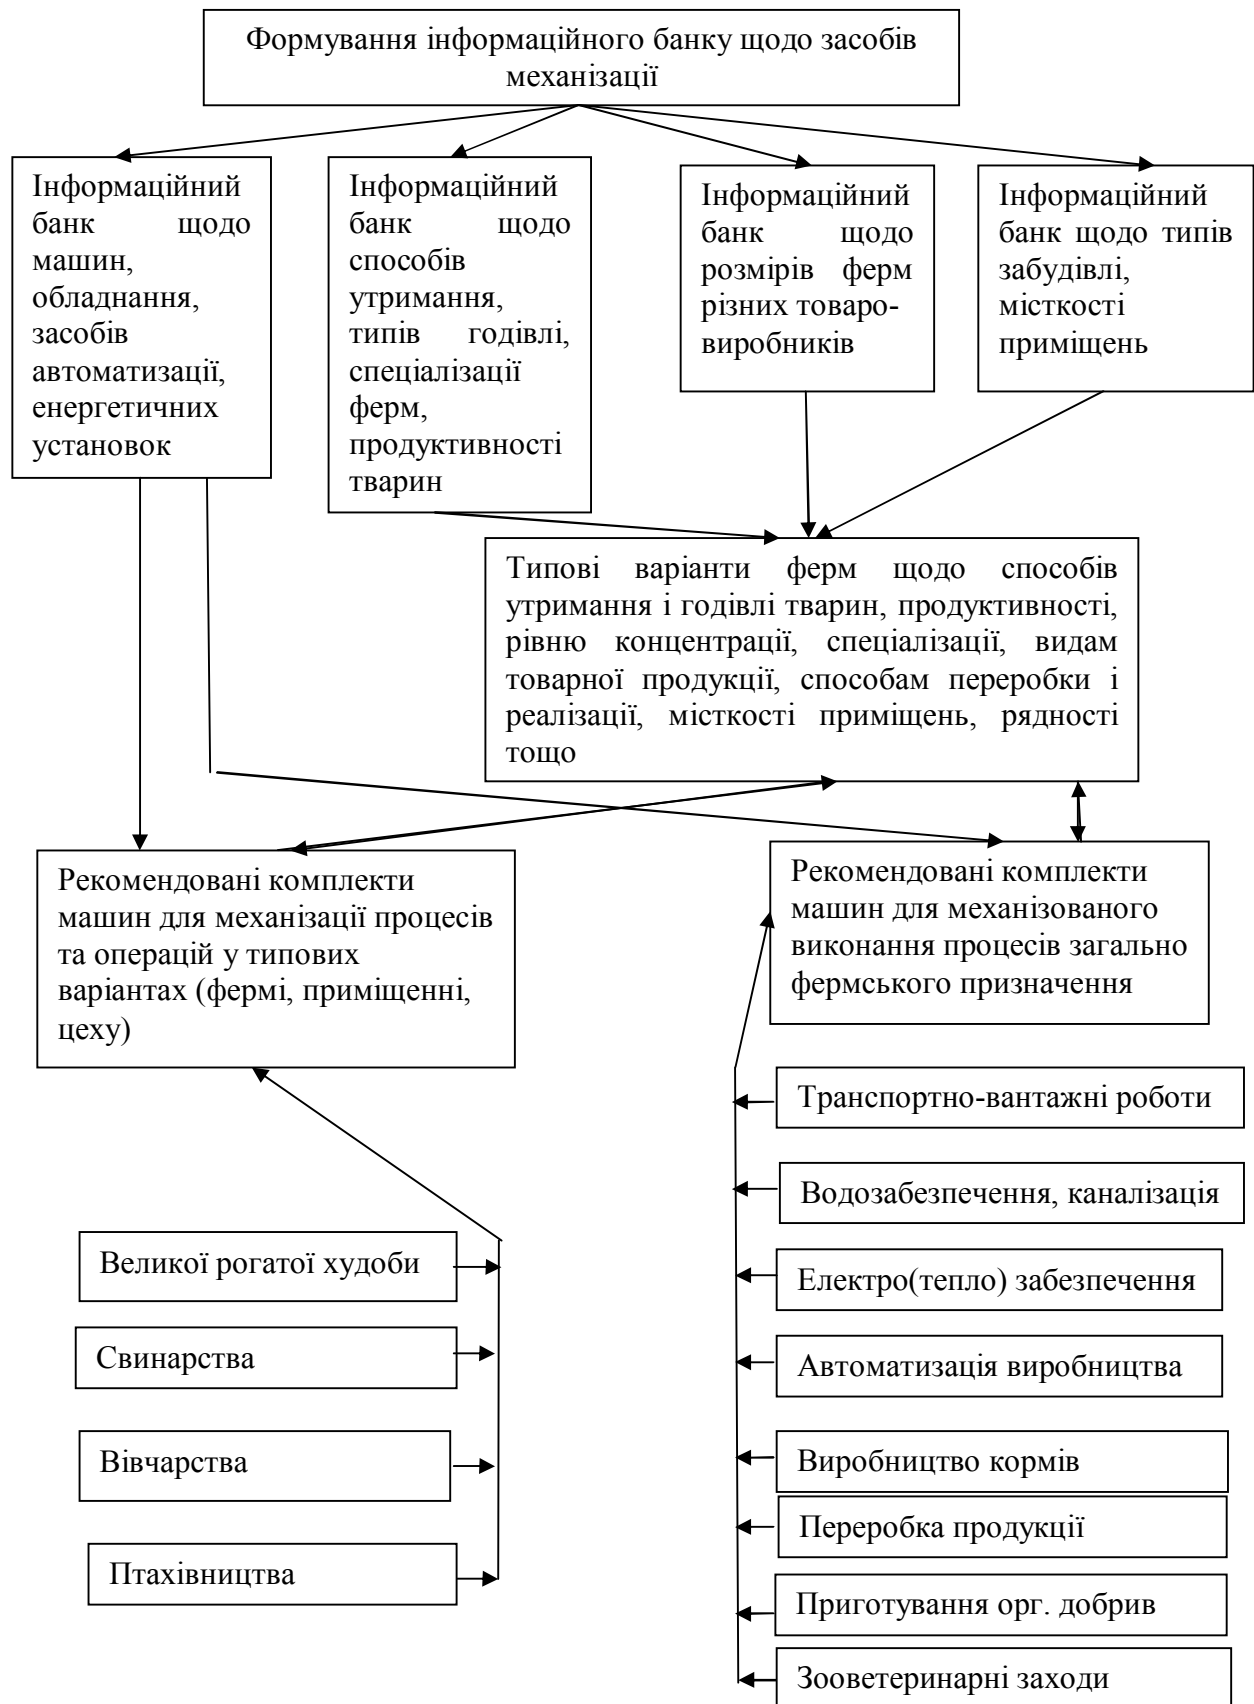 Формування інформаційного банку щодо засобів
механізації
Інформаційний
банк щодо
машин,
обладнання,
засобів
автоматизації,
енергетичних
установок
Інформаційний
банк щодо
способів
утримання,
типів годівлі,
спеціалізації
ферм,
продуктивності
тварин
Інформаційний
банк щодо
розмірів ферм
різних товаро-
виробників
Інформаційний
банк щодо типів
забудівлі,
місткості
приміщень
Типові варіанти ферм щодо способів
утримання і годівлі тварин, продуктивності,
рівню концентрації, спеціалізації, видам
товарної продукції, способам переробки і
реалізації, місткості приміщень, рядності
тощо
Рекомендовані комплекти
машин для механізації процесів
та операцій у типових
варіантах (фермі, приміщенні,
цеху)
Рекомендовані комплекти
машин для механізованого
виконання процесів загально
фермського призначення
Великої рогатої худоби
Свинарства
Вівчарства
Птахівництва
Транспортно-вантажні роботи
Водозабезпечення, каналізація
Електро(тепло) забезпечення
Автоматизація виробництва
Виробництво кормів
Переробка продукції
Приготування орг. добрив
Зооветеринарні заходи